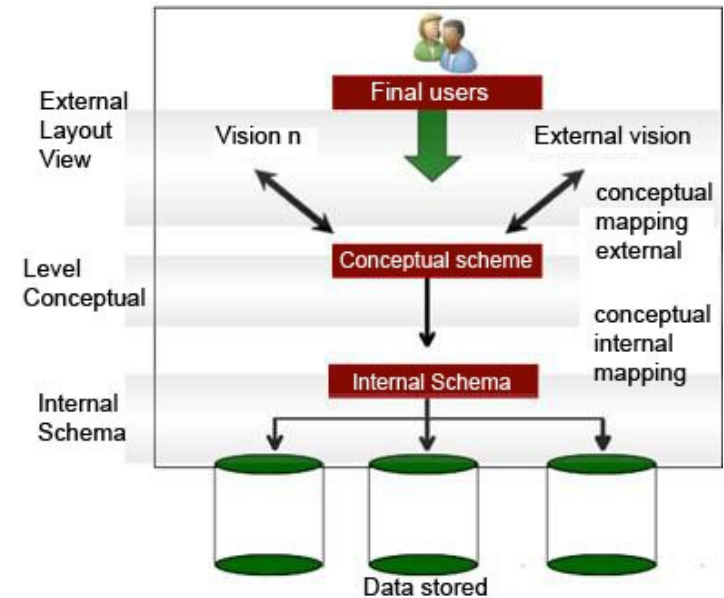 Final users
External
Layout
View
Vision n
External vision
conceptual
mapping
external
Level
Conceptual
Conceptual scheme
conceptual
internal
mapping
Internal Schema
Internal
Schema
Data stored